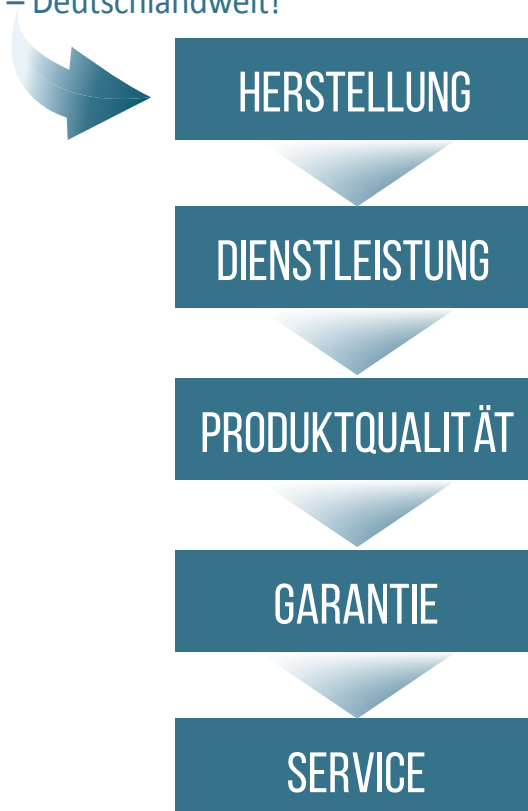 – Deutschlandweit!
HERSTELLUNG
DIENSTLEISTUNG
PRODUKTQUALITÄT
GARANTIE
SERVICE